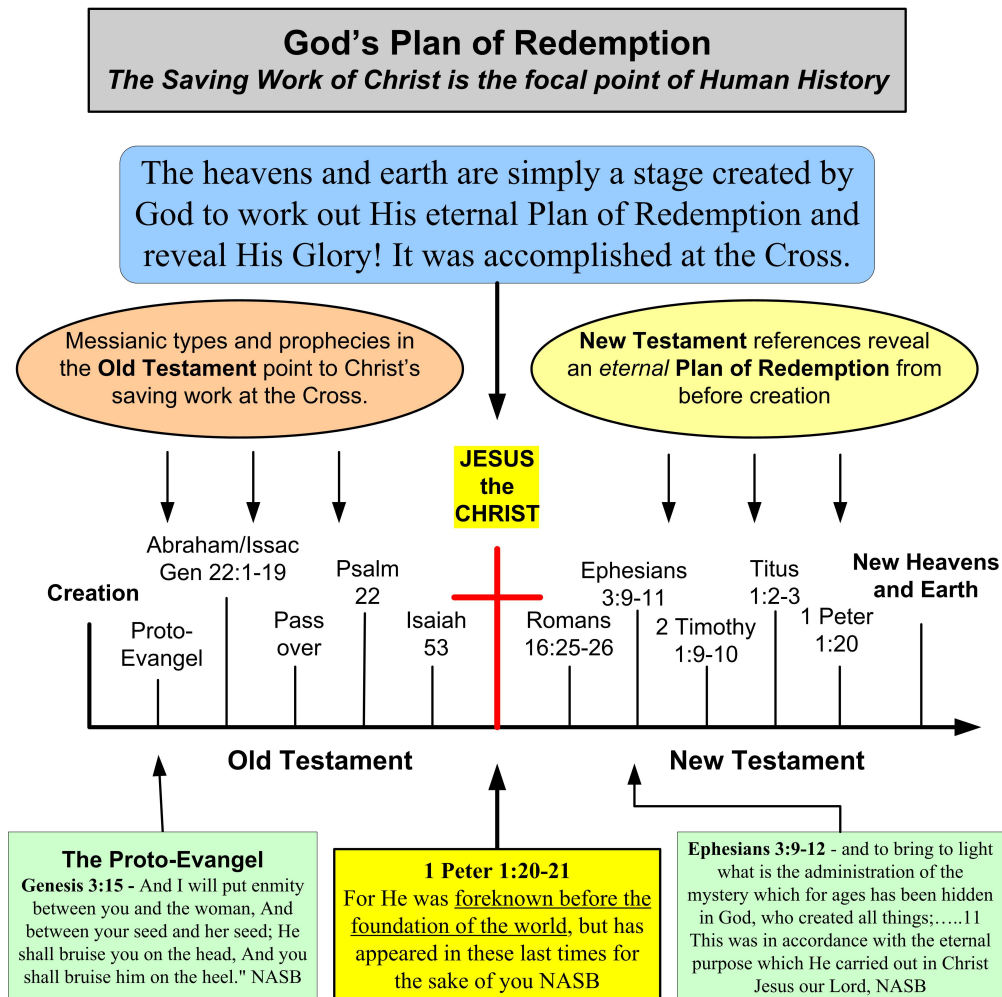 God's Plan of Redemption
The Saving Work of Christ is the focal point of Human History
The heavens and earth are simply a stage created by
God to work out His eternal Plan of Redemption and
reveal His Glory! It was accomplished at the Cross.
Messianic types and prophecies in
the Old Testament point to Christ's
saving work at the Cross.
New Testament references reveal
an eternal Plan of Redemption from
before creation
JESUS
the
CHRIST
Creation
Proto-
Evangel
Abraham/Issac
Gen 22:1-19
Pass
over
Psalm
22
Isaiah
53
Romans
16:25-26
Ephesians
3:9-11
2 Timothy
1:9-10
Titus
1:2-3
1 Peter
1:20
New Heavens
and Earth
Old Testament
New Testament
The Proto-Evangel
Genesis 3:15 - And I will put enmity
between you and the woman, And
between your seed and her seed; He
shall bruise you on the head, And you
shall bruise him on the heel." NASB
1 Peter 1:20-21
For He was foreknown before the
foundation of the world, but has
appeared in these last times for
the sake of you NASB
Ephesians 3:9-12 - and to bring to light
what is the administration of the
mystery which for ages has been hidden
in God, who created all things;…..11
This was in accordance with the eternal
purpose which He carried out in Christ
Jesus our Lord, NASB